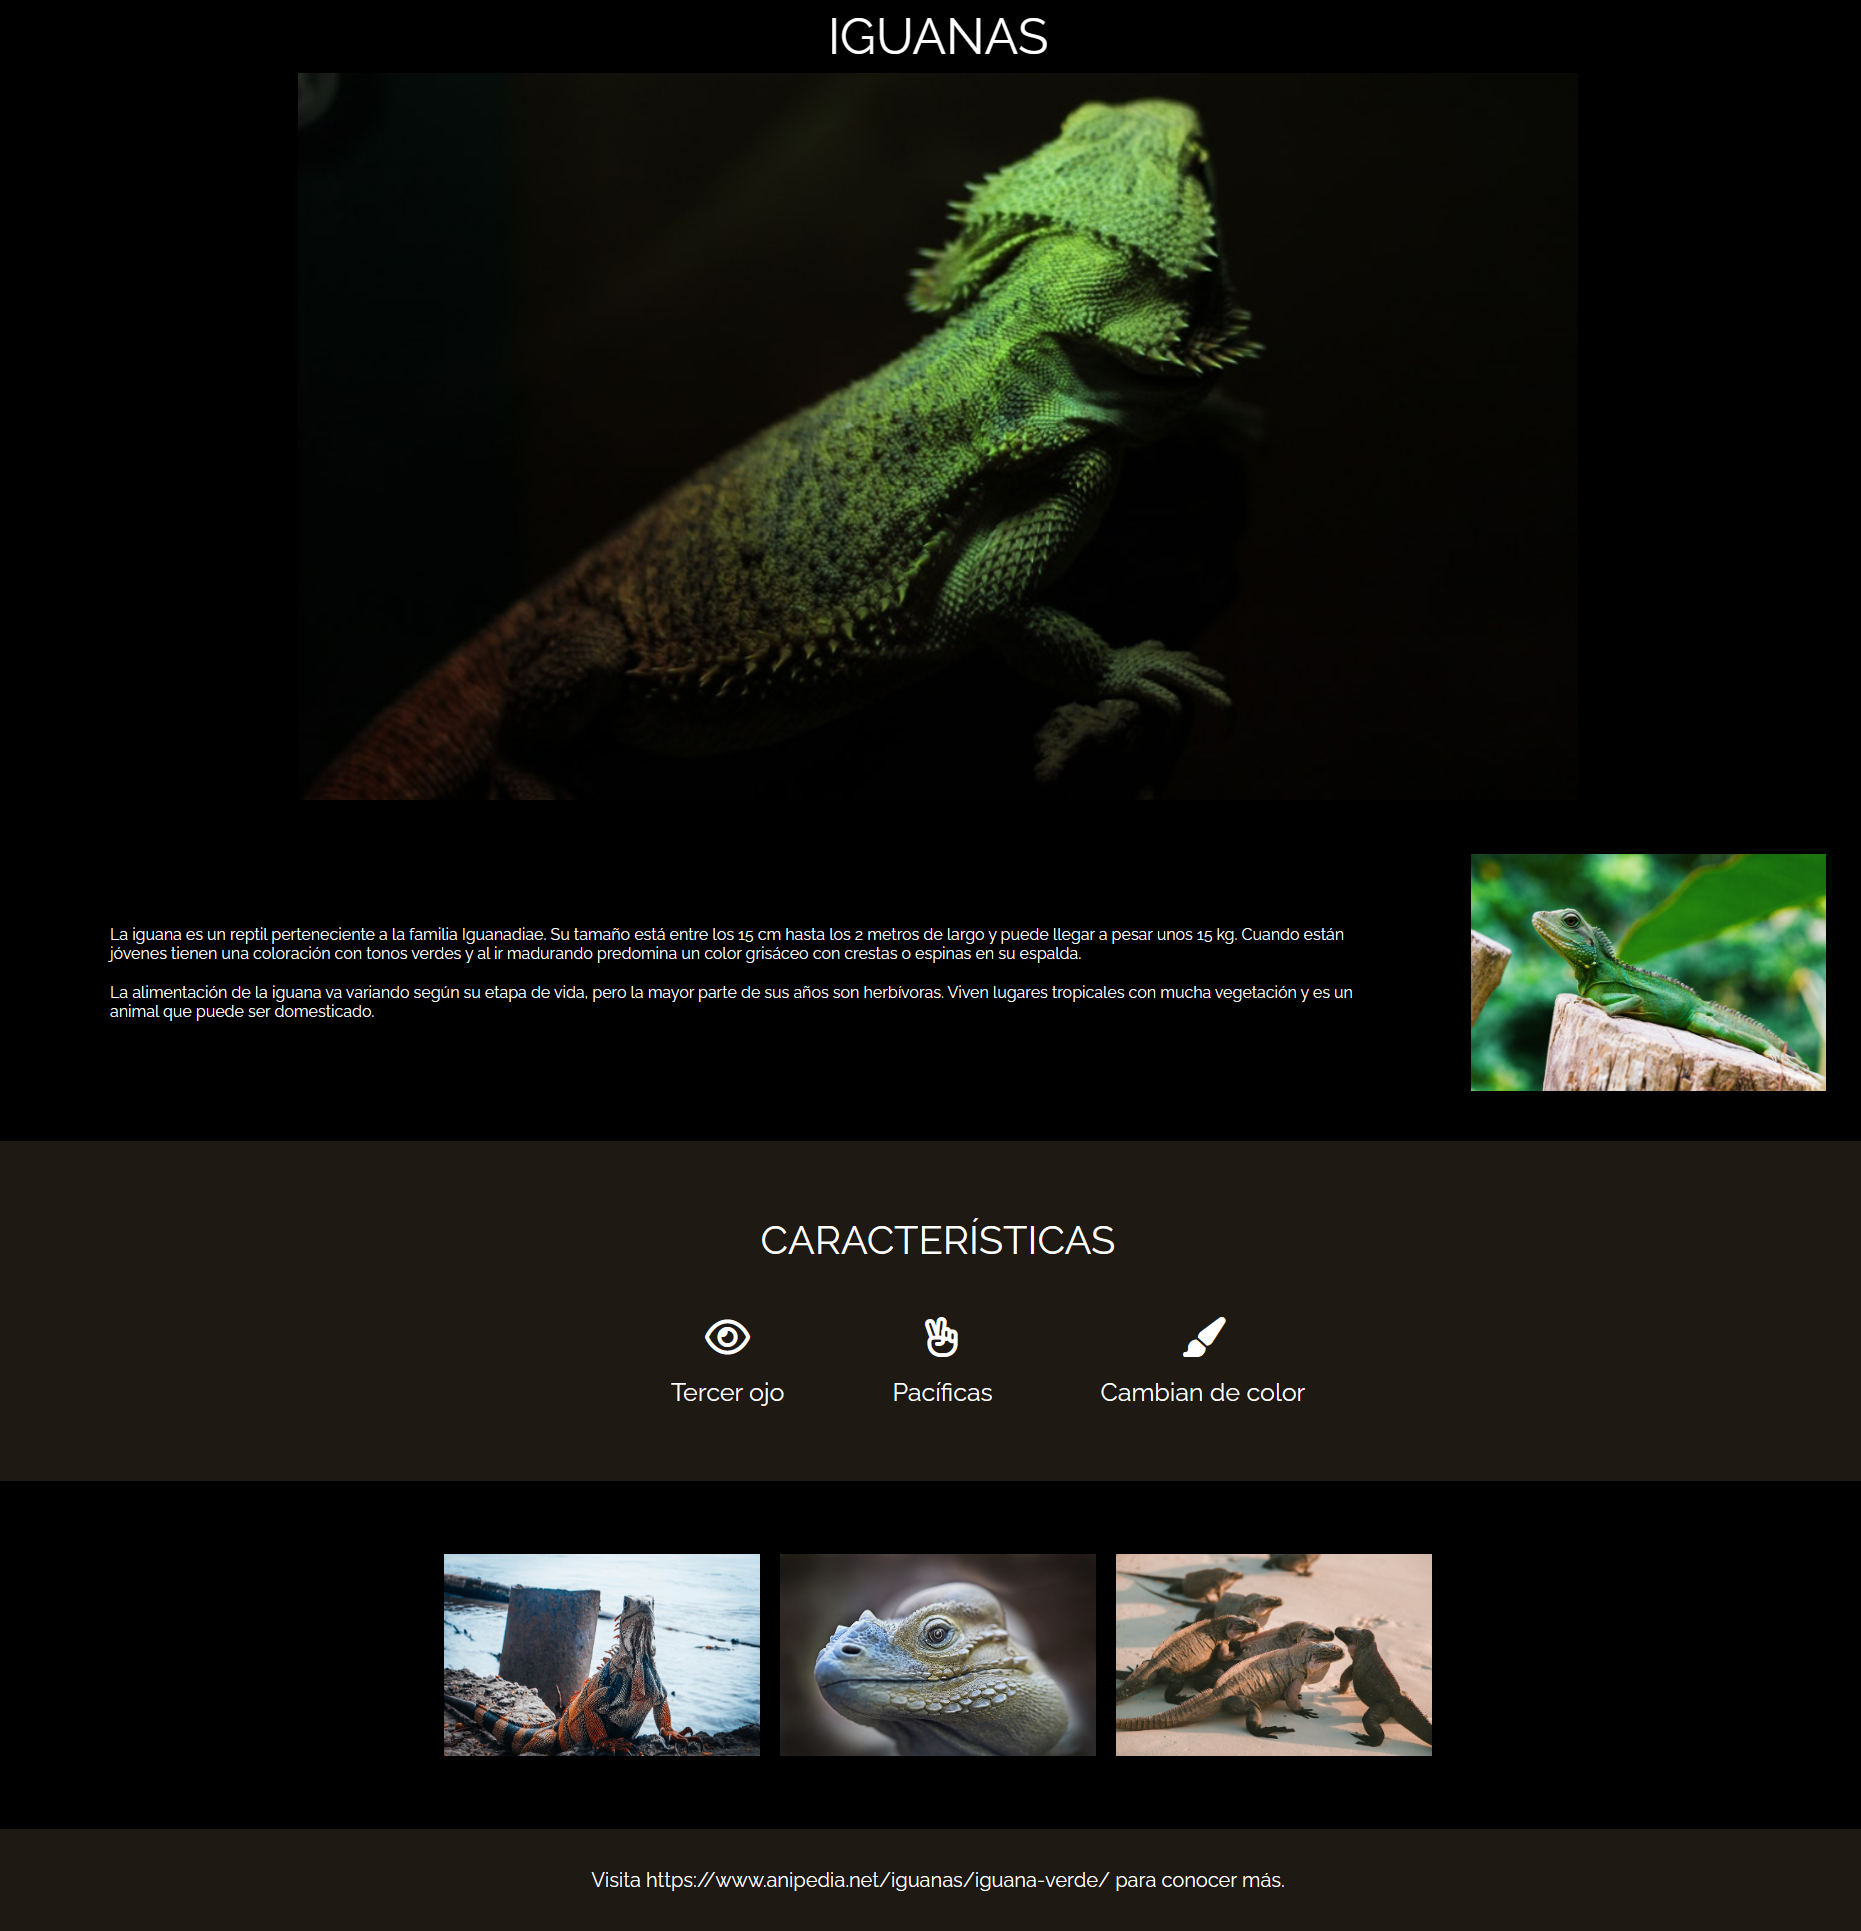 IGUANAS
La iguana es un reptil perteneciente a la familia Iguanadiae. Su tamaño está entre los 15 cm hasta los 2 metros de largo y puede llegar a pesar unos 15 kg. Cuando están
jóvenes tienen una coloración con tonos verdes y al ir madurando predomina un color grisáceo con crestas o espinas en su espalda.
La alimentación de la iguana va variando según su etapa de vida, pero la mayor parte de sus años son herbívoras. Viven lugares tropicales con mucha vegetación y es un
animal que puede ser domesticado.
CARACTERÍSTICAS
Tercer ojo
Pacíficas
Cambian de color
Visita https://www.anipedia.net/iguanas/iguana-verde/ para conocer más.